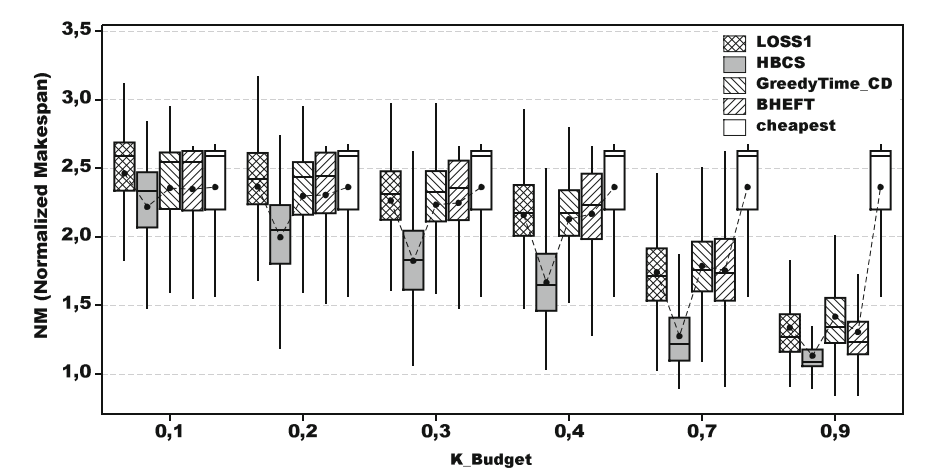 3,5
3,0
2,5
2,0
1,5
1,0
NM (Normalized Makespan)
LOSS1
HBCS
GreedyTime_CD
BHEFT
cheapest
0,1 0,2 0,3 0,4 0,7 0,9
K_Budget